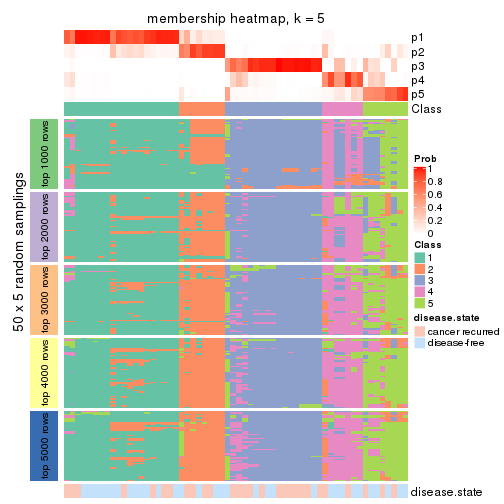 membership heatmap, k = 5
p1
p2
p3
p4
p5
Class
50 x 5 random samplings
top 1000 rows
top 2000 rows
top 3000 rows
top 4000 rows
top 5000 rows
disease.state
Prob
1
0.8
0.6
0.4
0.2
0
Class
1
2
3
4
5
disease.state
cancer recurred
disease-free